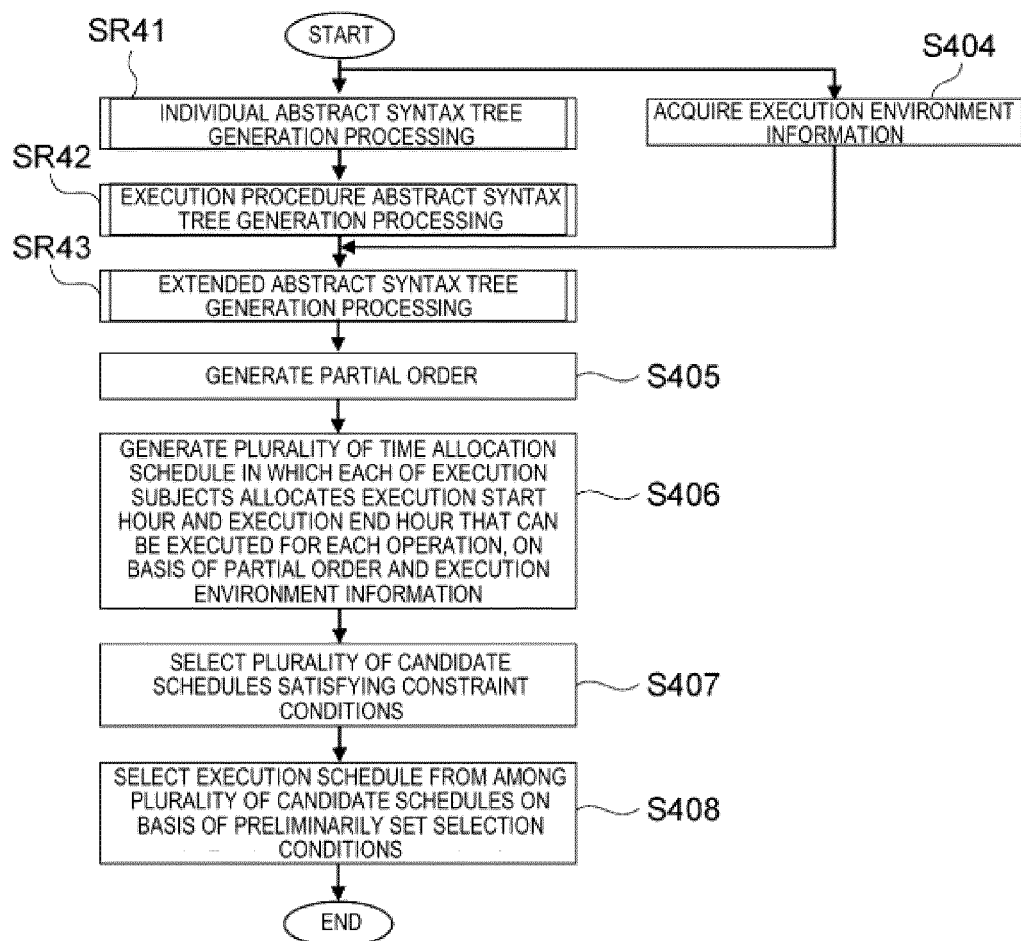 SR41
START
S404
INDIVIDUAL ABSTRACT SYNTAX TREE
GENERATION PROCESSING
ACQUIRE EXECUTION ENVIRONMENT
INFORMATION
SR42
EXECUTION PROCEDURE ABSTRACT SYNTAX
TREE GENERATION PROCESSING
SR43
EXTENDED ABSTRACT SYNTAX TREE
GENERATION PROCESSING
GENERATE PARTIAL ORDER
S405
GENERATE PLURALITY OF TIME ALLOCATION
SCHEDULE IN WHICH EACH OF EXECUTION
SUBJECTS ALLOCATES EXECUTION START
HOUR AND EXECUTION END HOUR THAT CAN
BE EXECUTED FOR EACH OPERATION, ON
BASIS OF PARTIAL ORDER AND EXECUTION
ENVIRONMENT INFORMATION
S406
SELECT PLURALITY OF CANDIDATE
SCHEDULES SATISFYING CONSTRAINT
CONDITIONS
S407
SELECT EXECUTION SCHEDULE FROM AMONG
PLURALITY OF CANDIDATE SCHEDULES ON
BASIS OF PRELIMINARILY SET SELECTION
CONDITIONS
S408
END